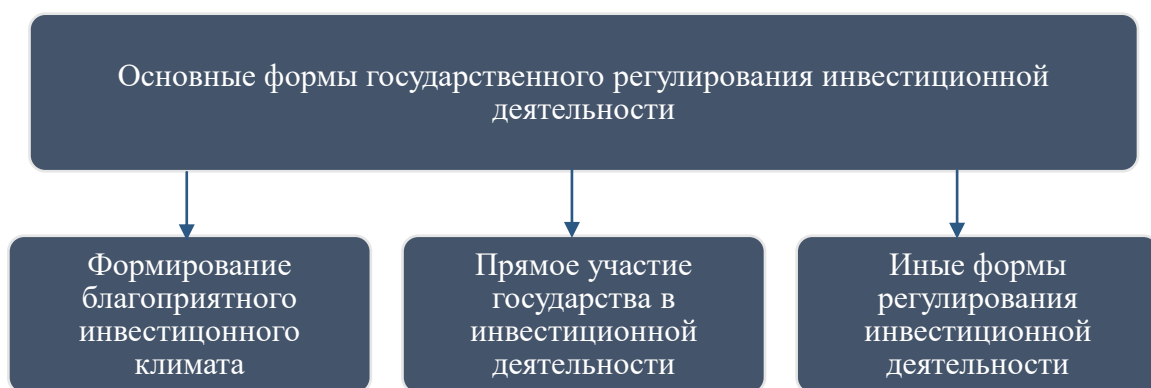 Основные формы государственного регулирования инвестиционной
деятельности
Формирование
благоприятного
инвестицонного
климата
Прямое участие
государства в
инвестиционной
деятельности
Иные формы
регулирования
инвестиционной
деятельности